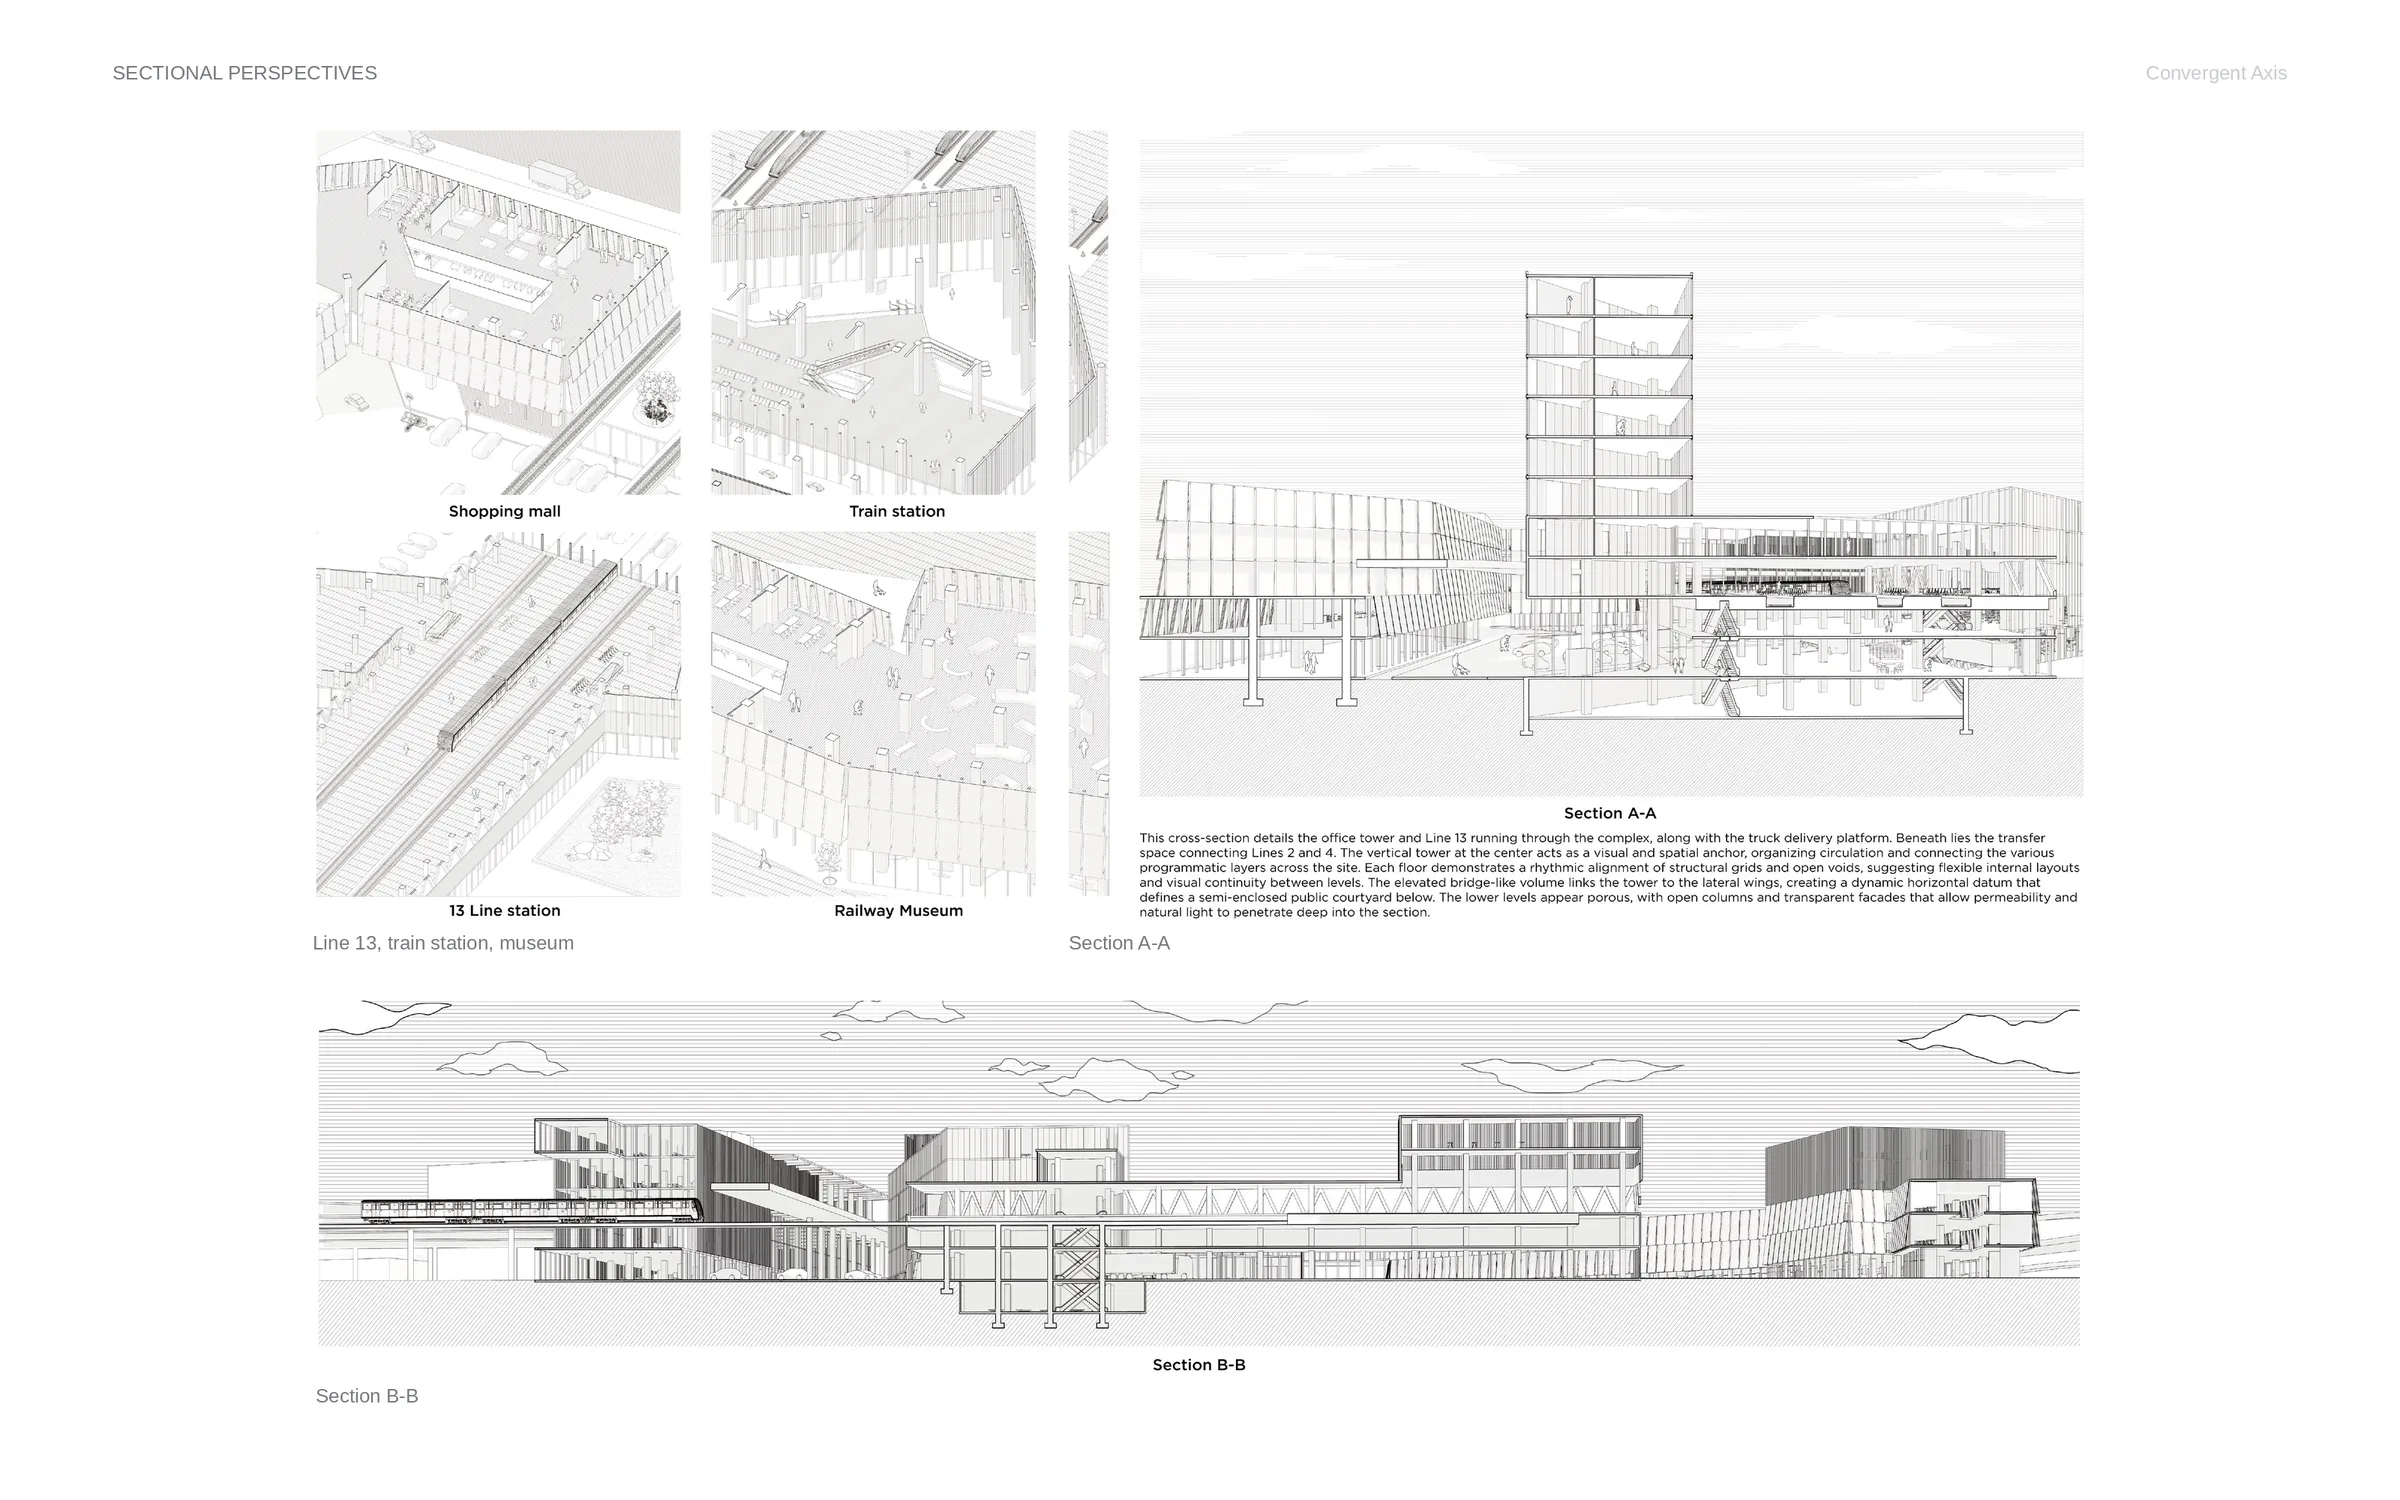 SECTIONAL PERSPECTIVES
Convergent Axis
Shopping mall
Train station
13 Line station
Railway Museum
Line 13, train station, museum
Section A-A
This cross-section details the office tower and Line 13 running through the complex, along with the truck delivery platform. Beneath lies the transfer
space connecting Lines 2 and 4. The vertical tower at the center acts as a visual and spatial anchor, organizing circulation and connecting the various
programmatic layers across the site. Each floor demonstrates a rhythmic alignment of structural grids and open voids, suggesting flexible internal layouts
and visual continuity between levels. The elevated bridge-like volume links the tower to the lateral wings, creating a dynamic horizontal datum that
defines a semi-enclosed public courtyard below. The lower levels appear porous, with open columns and transparent facades that allow permeability and
natural light to penetrate deep into the section.
Section A-A
Section B-B
Section B-B